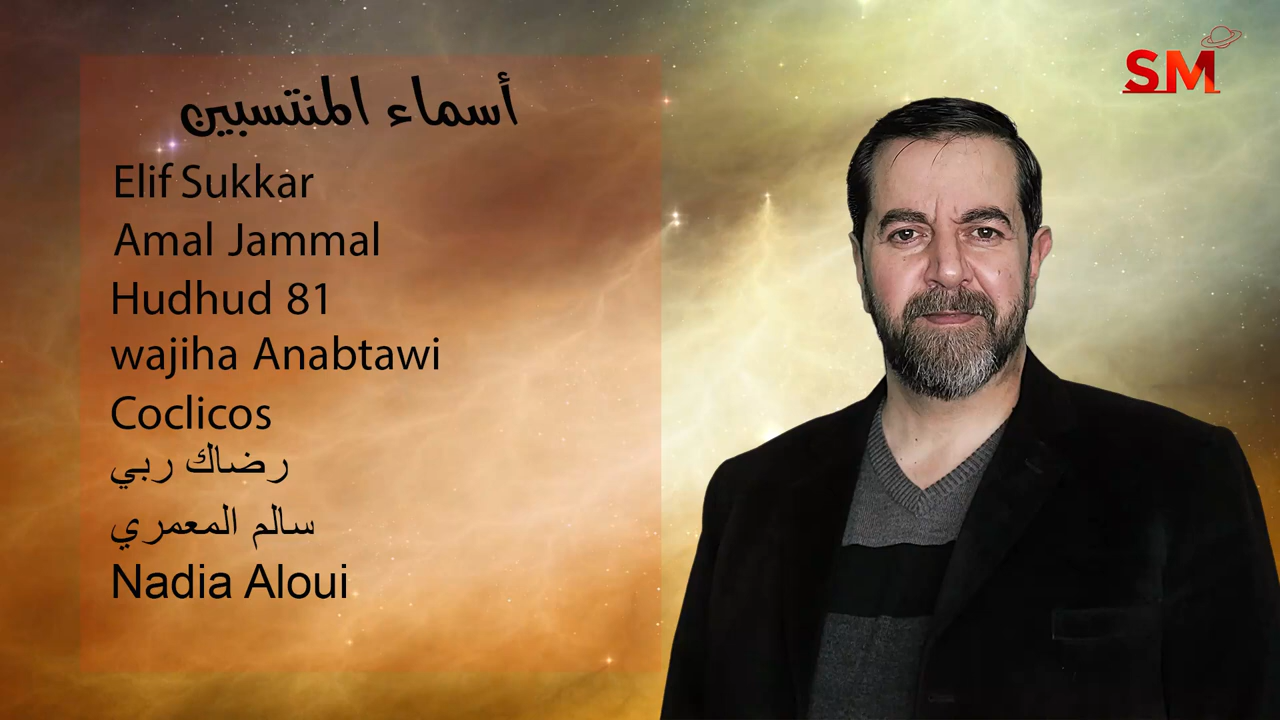 SM
أسماء المنتسبين
Elif Sukkar
Amal Jammal
Hudhud 81
wajiha Anabtawi
Coclicos
رضاك ربي
سالم المعمري
Nadia Aloui